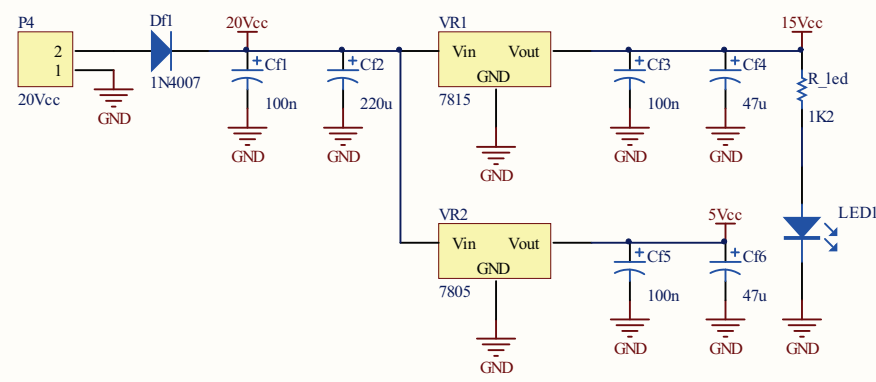 P4
2
1
20Vcc
GND
Df1
1N4007
20Vcc
Cf1
100n
GND
Cf2
220u
GND
VR1
Vin
Vout
GND
7815
GND
Cf3
100n
GND
Cf4
47u
GND
15Vcc
R_led
1K2
LED1
GND
VR2
Vin
Vout
GND
7805
GND
Cf5
100n
GND
5Vcc
Cf6
47u
GND